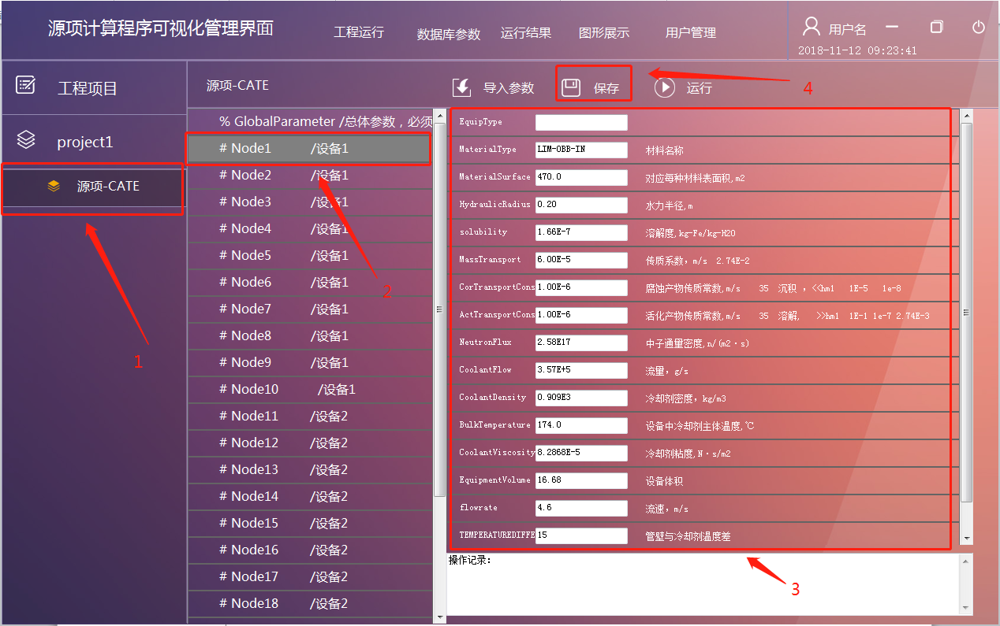 源项计算程序可视化管理界面
工程运行 数据库参数 运行结果 图形展示 用户管理
用户名
2018-11-12 09:23:41
工程项目
project1
源项-CATE
1
源项-CATE
导入参数 保存 运行
4
% GlobalParameter /总体参数，必须
# Node1 /设备1
# Node2 /设备1
# Node3 /设备1
# Node4 /设备1
# Node5 /设备1
# Node6 /设备1
# Node7 /设备1
# Node8 /设备1
# Node9 /设备1
# Node10 /设备1
# Node11 /设备2
# Node12 /设备2
# Node13 /设备2
# Node14 /设备2
# Node15 /设备2
# Node16 /设备2
# Node17 /设备2
# Node18 /设备2
2
EquipType
MaterialType LIM-OBB-IN 材料名称
MaterialSurface 470.0 对应每种材料表面积,m2
HydraulicRadius 0.20 水力半径,m
solubility 1.66E-7 溶解度,kg-Fe/kg-H2O
MassTransport 6.00E-5 传质系数，m/s 2.74E-2
CorTransportCons 1.00E-6 腐蚀产物传质常数,m/s 35 沉积 ，<<hm1 1E-5 1e-8
ActTransportCons 1.00E-6 活化产物传质常数,m/s 35 溶解, >>hm1 1E-1 1e-7 2.74E-3
NeutronFlux 2.58E17 中子通量密度,n/(m2·s)
CoolantFlow 3.57E+5 流量，g/s
CoolantDensity 0.909E3 冷却剂密度，kg/m3
BulkTemperature 174.0 设备中冷却剂主体温度,℃
CoolantViscosity 8.2868E-5 冷却剂粘度,N·s/m2
EquipmentVolume 16.68 设备体积
flowrate 4.6 流速，m/s
TEMPERATUREDIFFE 15 管壁与冷却剂温度差
操作记录:
3